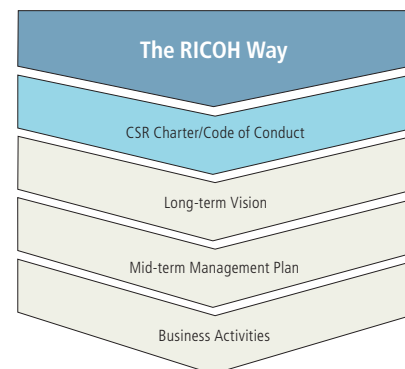 The RICOH Way
CSR Charter/Code of Conduct
Long-term Vision
Mid-term Management Plan
Business Activities